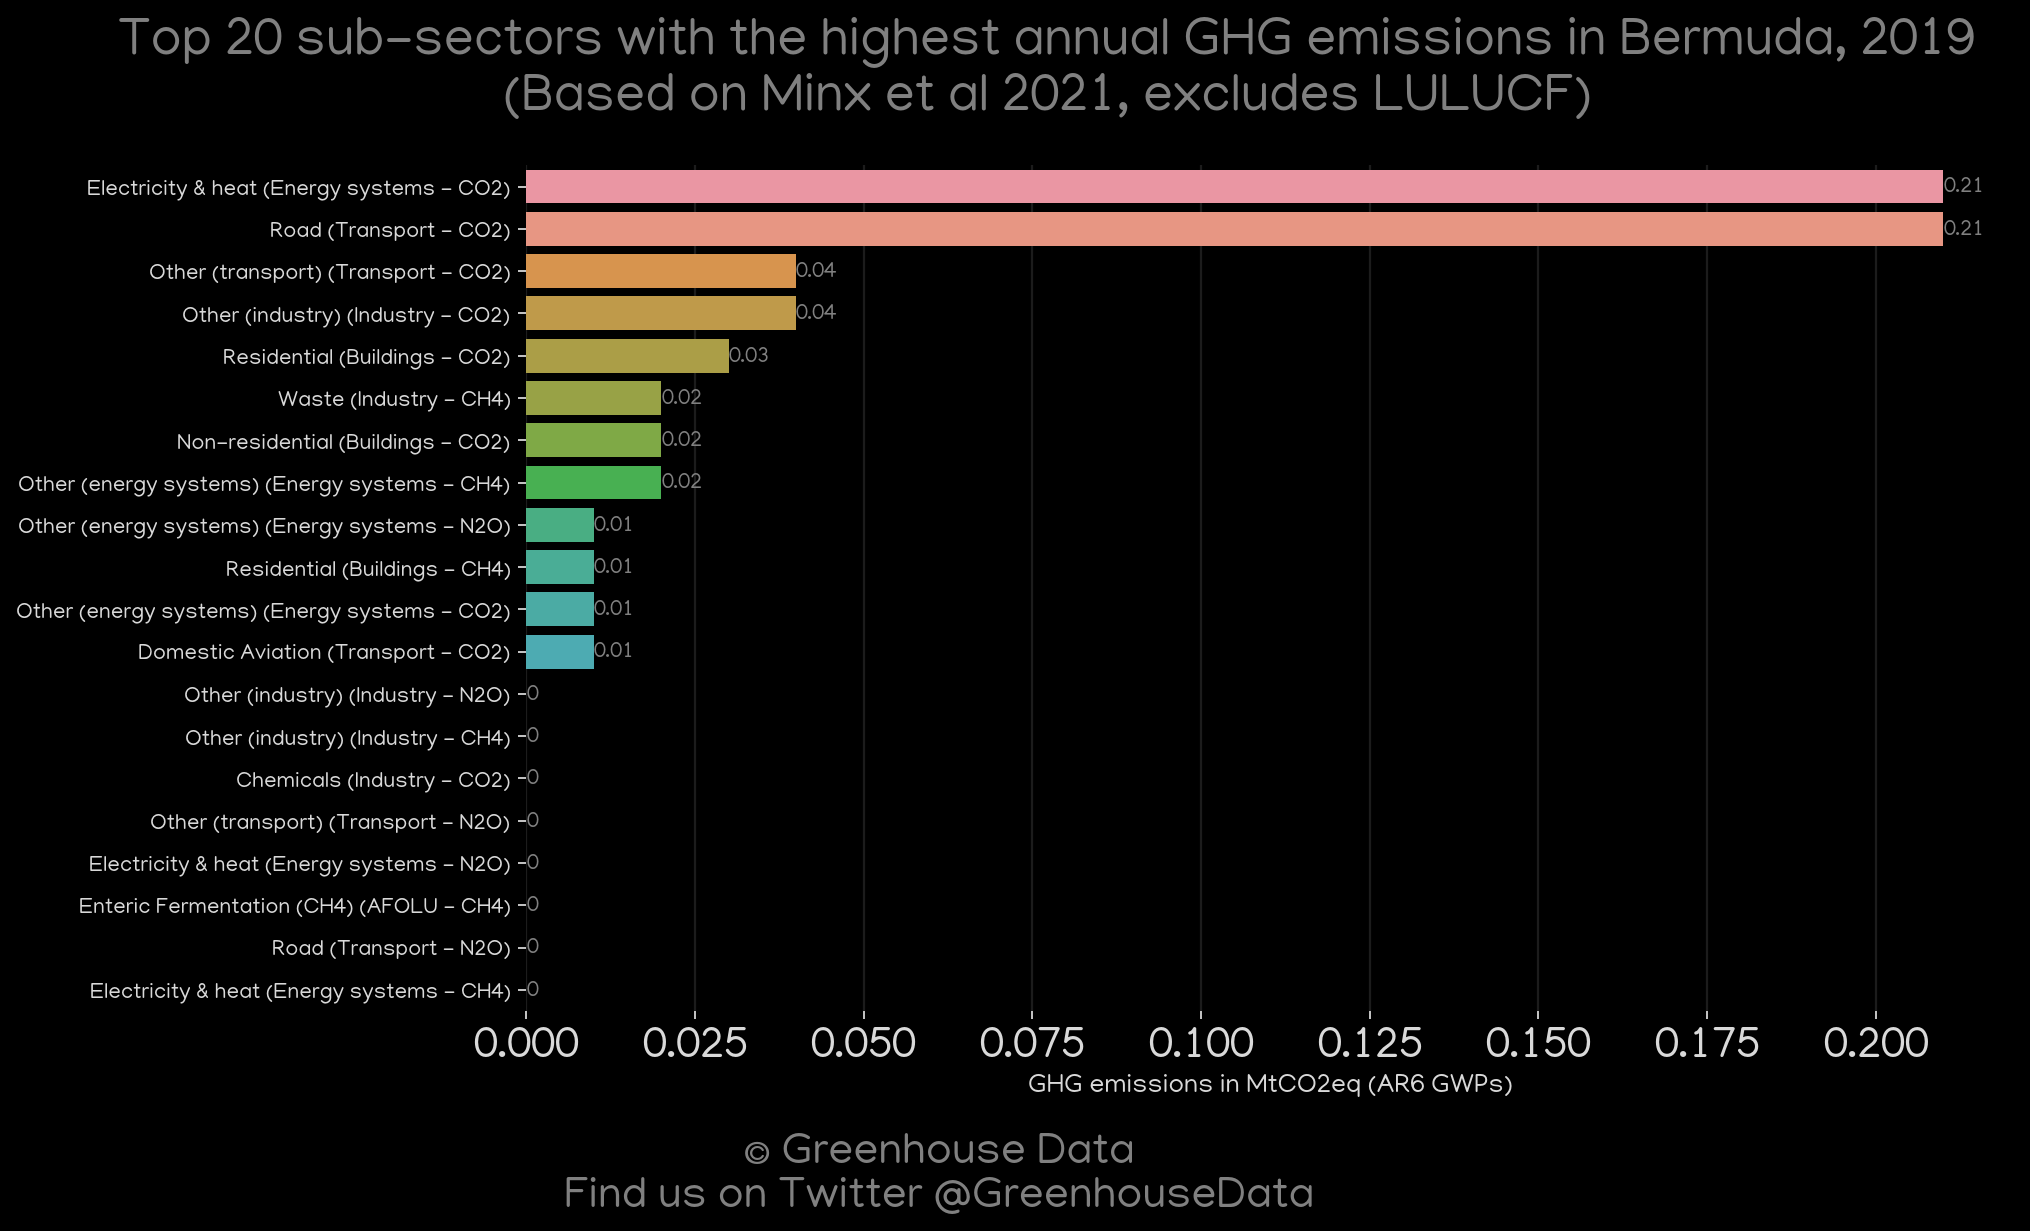 Top 20 sub-sectors with the highest annual GHG emissions in Bermuda, 2019
(Based on Minx et al 2021, excludes LULUCF)
Electricity & heat (Energy systems - CO2) 0.21
Road (Transport - CO2) 0.21
Other (transport) (Transport - CO2) 0.04
Other (industry) (Industry - CO2) 0.04
Residential (Buildings - CO2) 0.03
Waste (Industry - CH4) 0.02
Non-residential (Buildings - CO2) 0.02
Other (energy systems) (Energy systems - CH4) 0.02
Other (energy systems) (Energy systems - N2O) 0.01
Residential (Buildings - CH4) 0.01
Other (energy systems) (Energy systems - CO2) 0.01
Domestic Aviation (Transport - CO2) 0.01
Other (industry) (Industry - N2O) 0
Other (industry) (Industry - CH4) 0
Chemicals (Industry - CO2) 0
Other (transport) (Transport - N2O) 0
Electricity & heat (Energy systems - N2O) 0
Enteric Fermentation (CH4) (AFOLU - CH4) 0
Road (Transport - N2O) 0
Electricity & heat (Energy systems - CH4) 0
0.000 0.025 0.050 0.075 0.100 0.125 0.150 0.175 0.200
GHG emissions in MtCO2eq (AR6 GWPs)
© Greenhouse Data
Find us on Twitter @GreenhouseData